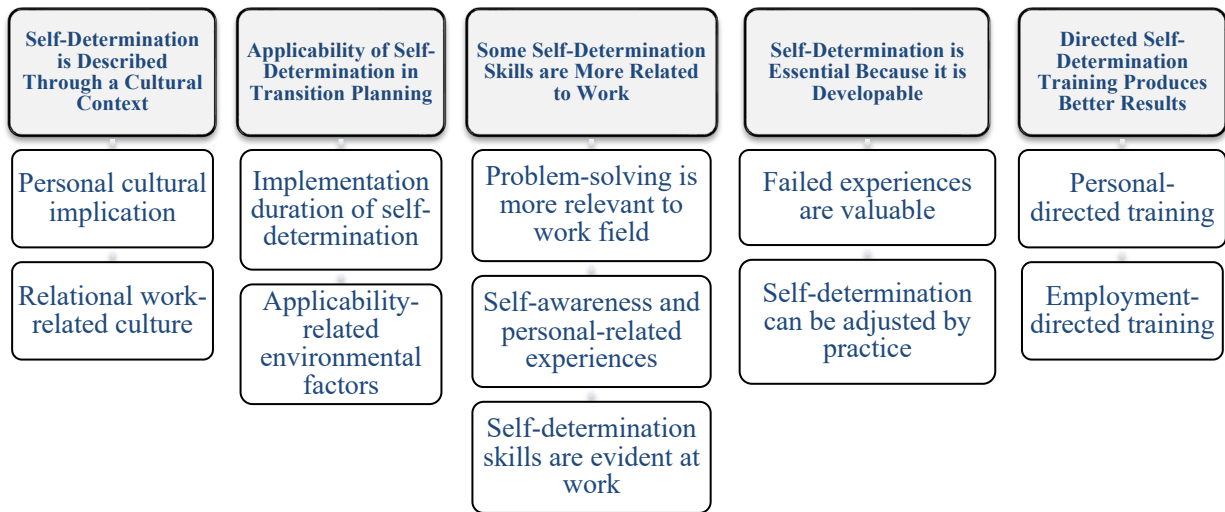 Self-Determination
is Described
Through a Cultural
Context
Personal cultural
implication
Relational work-
related culture
Applicability of Self-
Determination in
Transition Planning
Implementation
duration of self-
determination
Applicability-
related
environmental
factors
Some Self-Determination
Skills are More Related
to Work
Problem-solving is
more relevant to
work field
Self-awareness and
personal-related
experiences
Self-determination
skills are evident at
work
Self-Determination is
Essential Because it is
Developable
Failed experiences
are valuable
Self-determination
can be adjusted by
practice
Directed Self-
Determination
Training Produces
Better Results
Personal-
directed training
Employment-
directed training